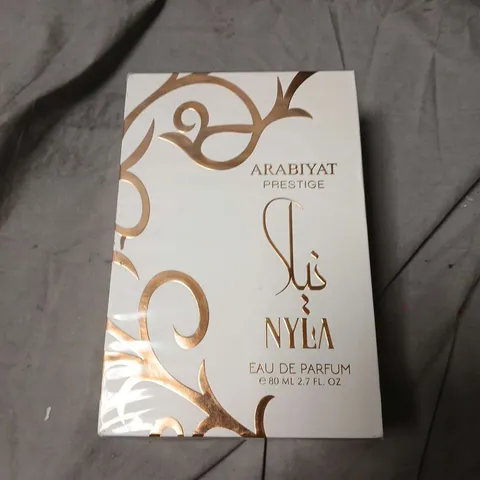 ARABIYAT
PRESTIGE
نيلا
NYLA
EAU DE PARFUM
℮ 80 ML 2.7 FL. OZ